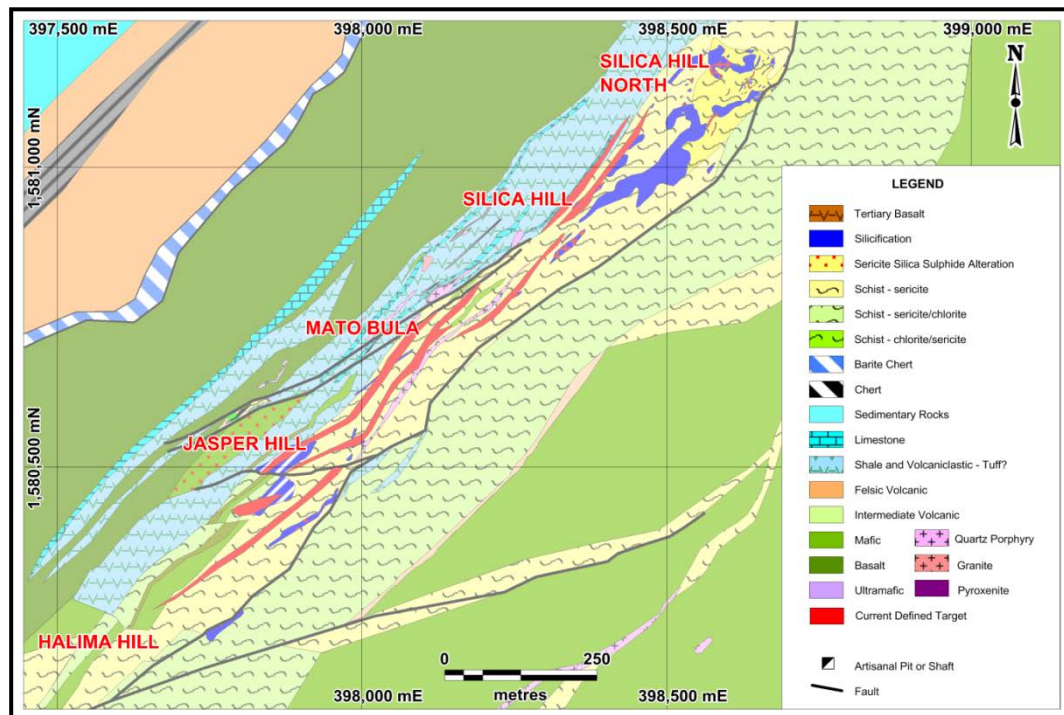 397,500 mE
398,000 mE
398,500 mE
399,000 mE
SILICA HILL
NORTH
N
1,581,000 mN
SILICA HILL
MATO BULA
JASPER HILL
1,580,500 mN
HALIMA HILL
0 250
metres
398,000 mE
398,500 mE
LEGEND
Tertiary Basalt
Silicification
Sericite Silica Sulphide Alteration
Schist - sericite
Schist - sericite/chlorite
Schist - chlorite/sericite
Barite Chert
Chert
Sedimentary Rocks
Limestone
Shale and Volcaniclastic - Tuff?
Felsic Volcanic
Intermediate Volcanic
Mafic
Quartz Porphyry
Basalt
Granite
Ultramafic
Pyroxenite
Current Defined Target
Artisanal Pit or Shaft
Fault